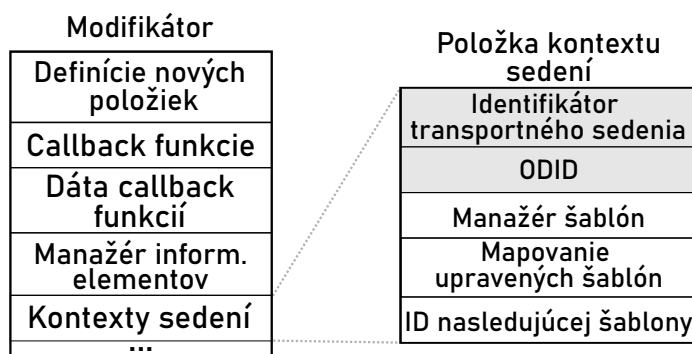 Modifikátor
Definície nových
položiek
Callback funkcie
Dáta callback
funkcií
Manažér inform.
elementov
Kontexty sedení
...
Položka kontextu
sedení
Identifikátor
transportného sedenia
ODID
Manažér šablón
Mapovanie
upravených šablón
ID nasledujúcej šablony